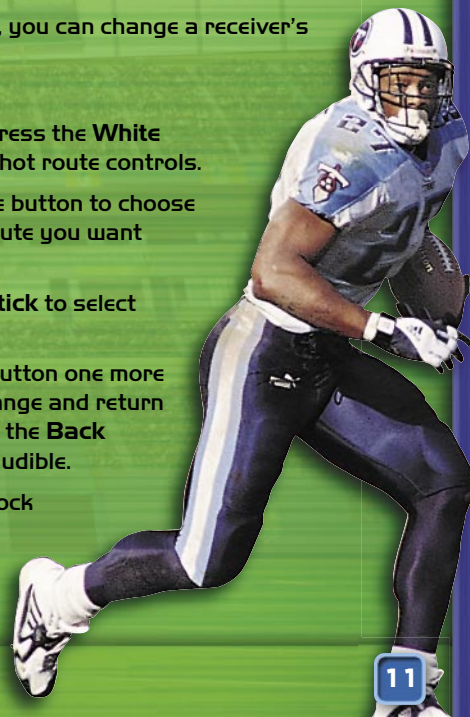 , you can change a receiver's
ress the White
hot route controls.
e button to choose
ute you want
tick to select
utton one more
ange and return
the Back
udible.
ock
27
11